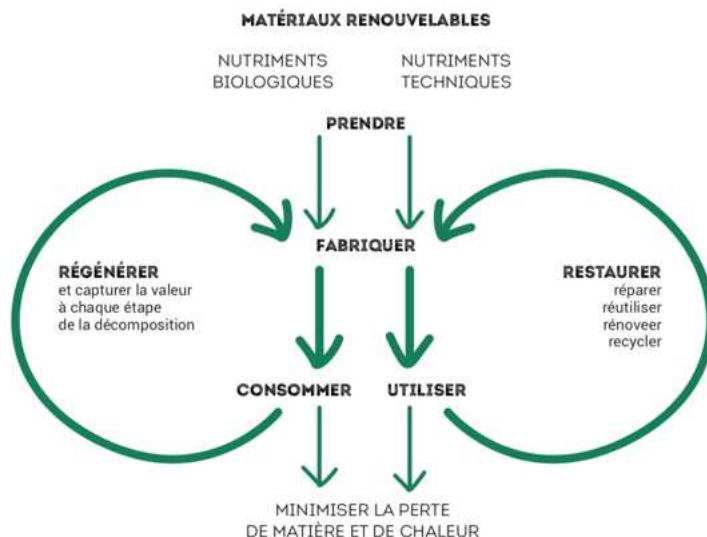 MATÉRIAUX RENOUVELABLES
NUTRIMENTS
BIOLOGIQUES
NUTRIMENTS
TECHNIQUES
PRENDRE
FABRIQUER
RÉGÉNÉRER
et capturer la valeur
à chaque étape
de la décomposition
RESTAURER
réparer
réutiliser
rénoveer
recycler
CONSOMMER
UTILISER
MINIMISER LA PERTE
DE MATIÈRE ET DE CHALEUR